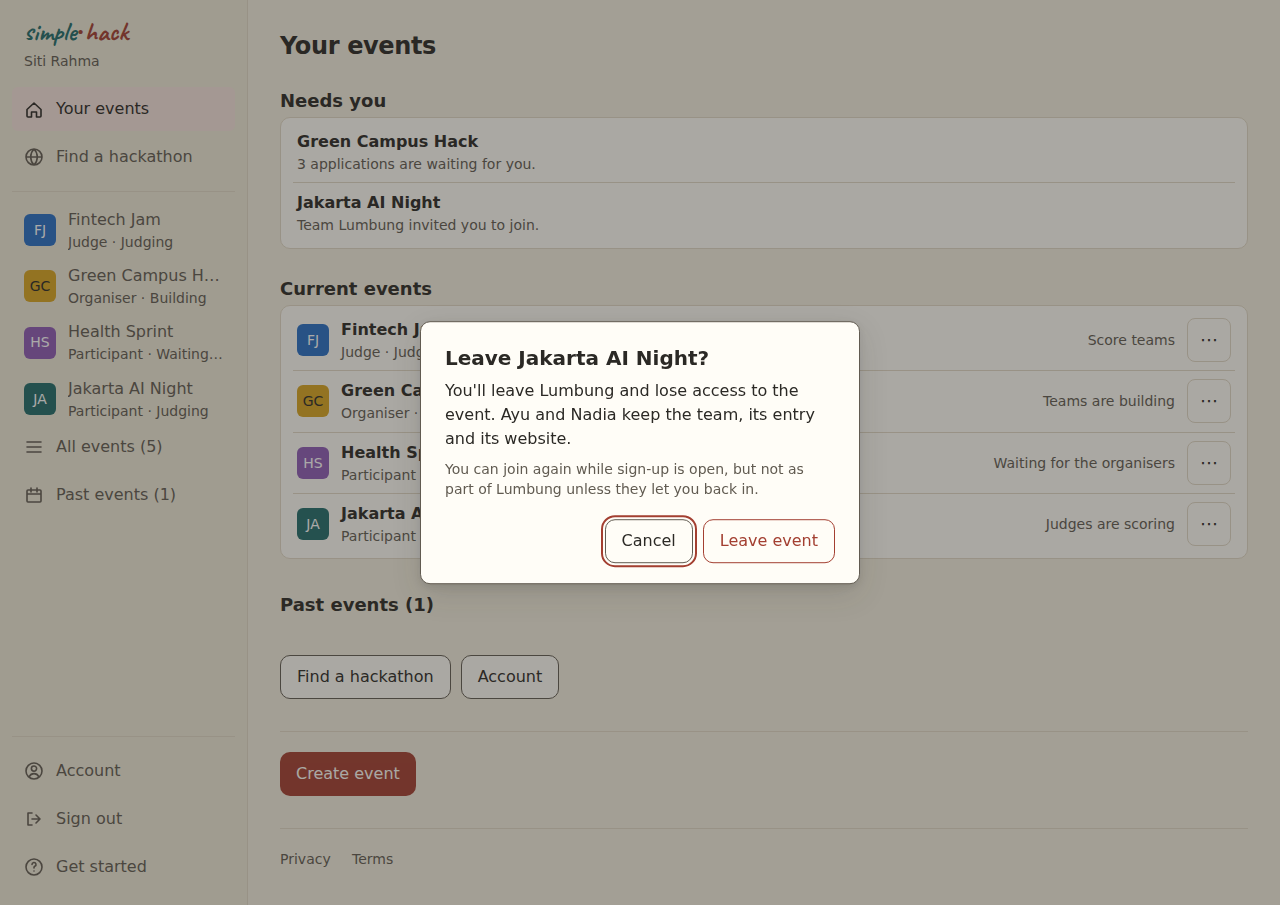 simple·hack
Siti Rahma
Your events
Find a hackathon
FJ
Fintech Jam
Judge · Judging
GC
Green Campus H...
Organiser · Building
HS
Health Sprint
Participant · Waiting...
JA
Jakarta AI Night
Participant · Judging
All events (5)
Past events (1)
Account
Sign out
Get started
Your events
Needs you
Green Campus Hack
3 applications are waiting for you.
Jakarta AI Night
Team Lumbung invited you to join.
Current events
FJ
Fintech J
Judge · Judg
Score teams
GC
Green Ca
Organiser ·
Teams are building
HS
Health Sp
Participant
Waiting for the organisers
JA
Jakarta A
Participant
Judges are scoring
Leave Jakarta AI Night?
You'll leave Lumbung and lose access to the
event. Ayu and Nadia keep the team, its entry
and its website.
You can join again while sign-up is open, but not as
part of Lumbung unless they let you back in.
Cancel
Leave event
Past events (1)
Find a hackathon
Account
Create event
Privacy
Terms